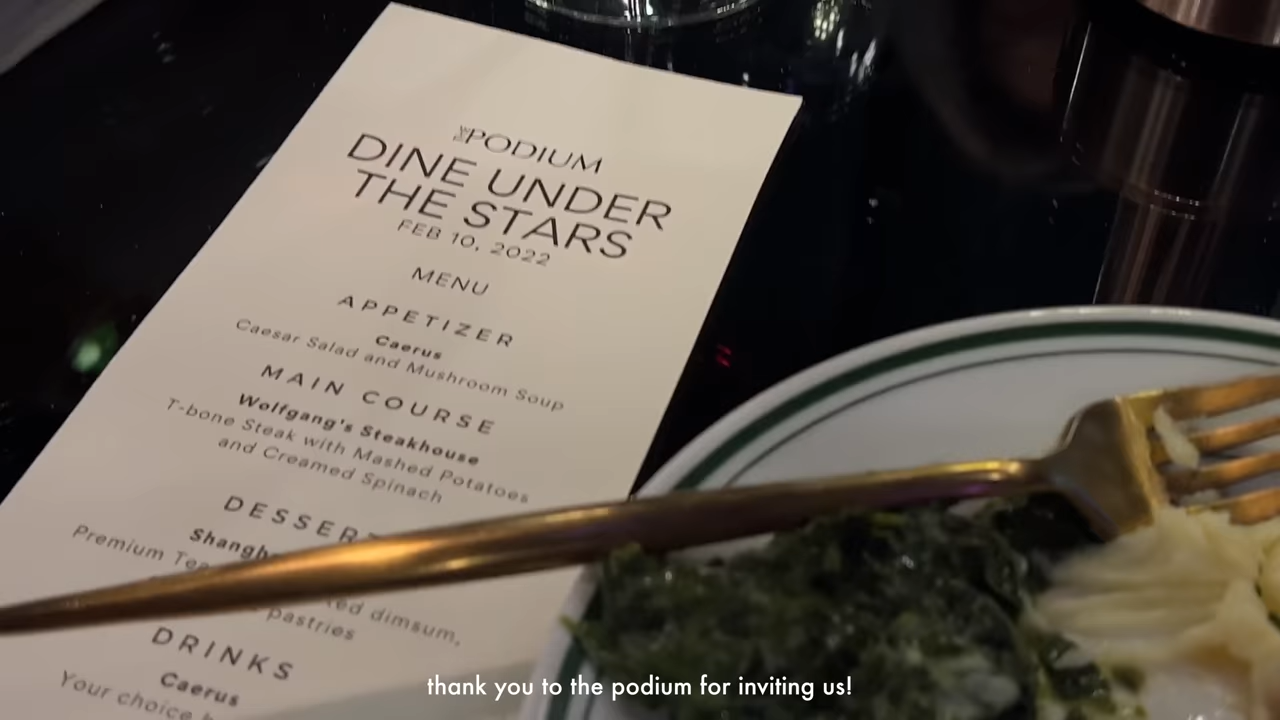 THE PODIUM
DINE UNDER
THE STARS
FEB 10, 2022
MENU
APPETIZER
Caerus
Caesar Salad and Mushroom Soup
MAIN COURSE
Wolfgang's Steakhouse
T-bone Steak with Mashed Potatoes
and Creamed Spinach
DESSERT
Premium
dimsum,
pastries
DRINKS
Caerus
Your choice
thank you to the podium for inviting us!